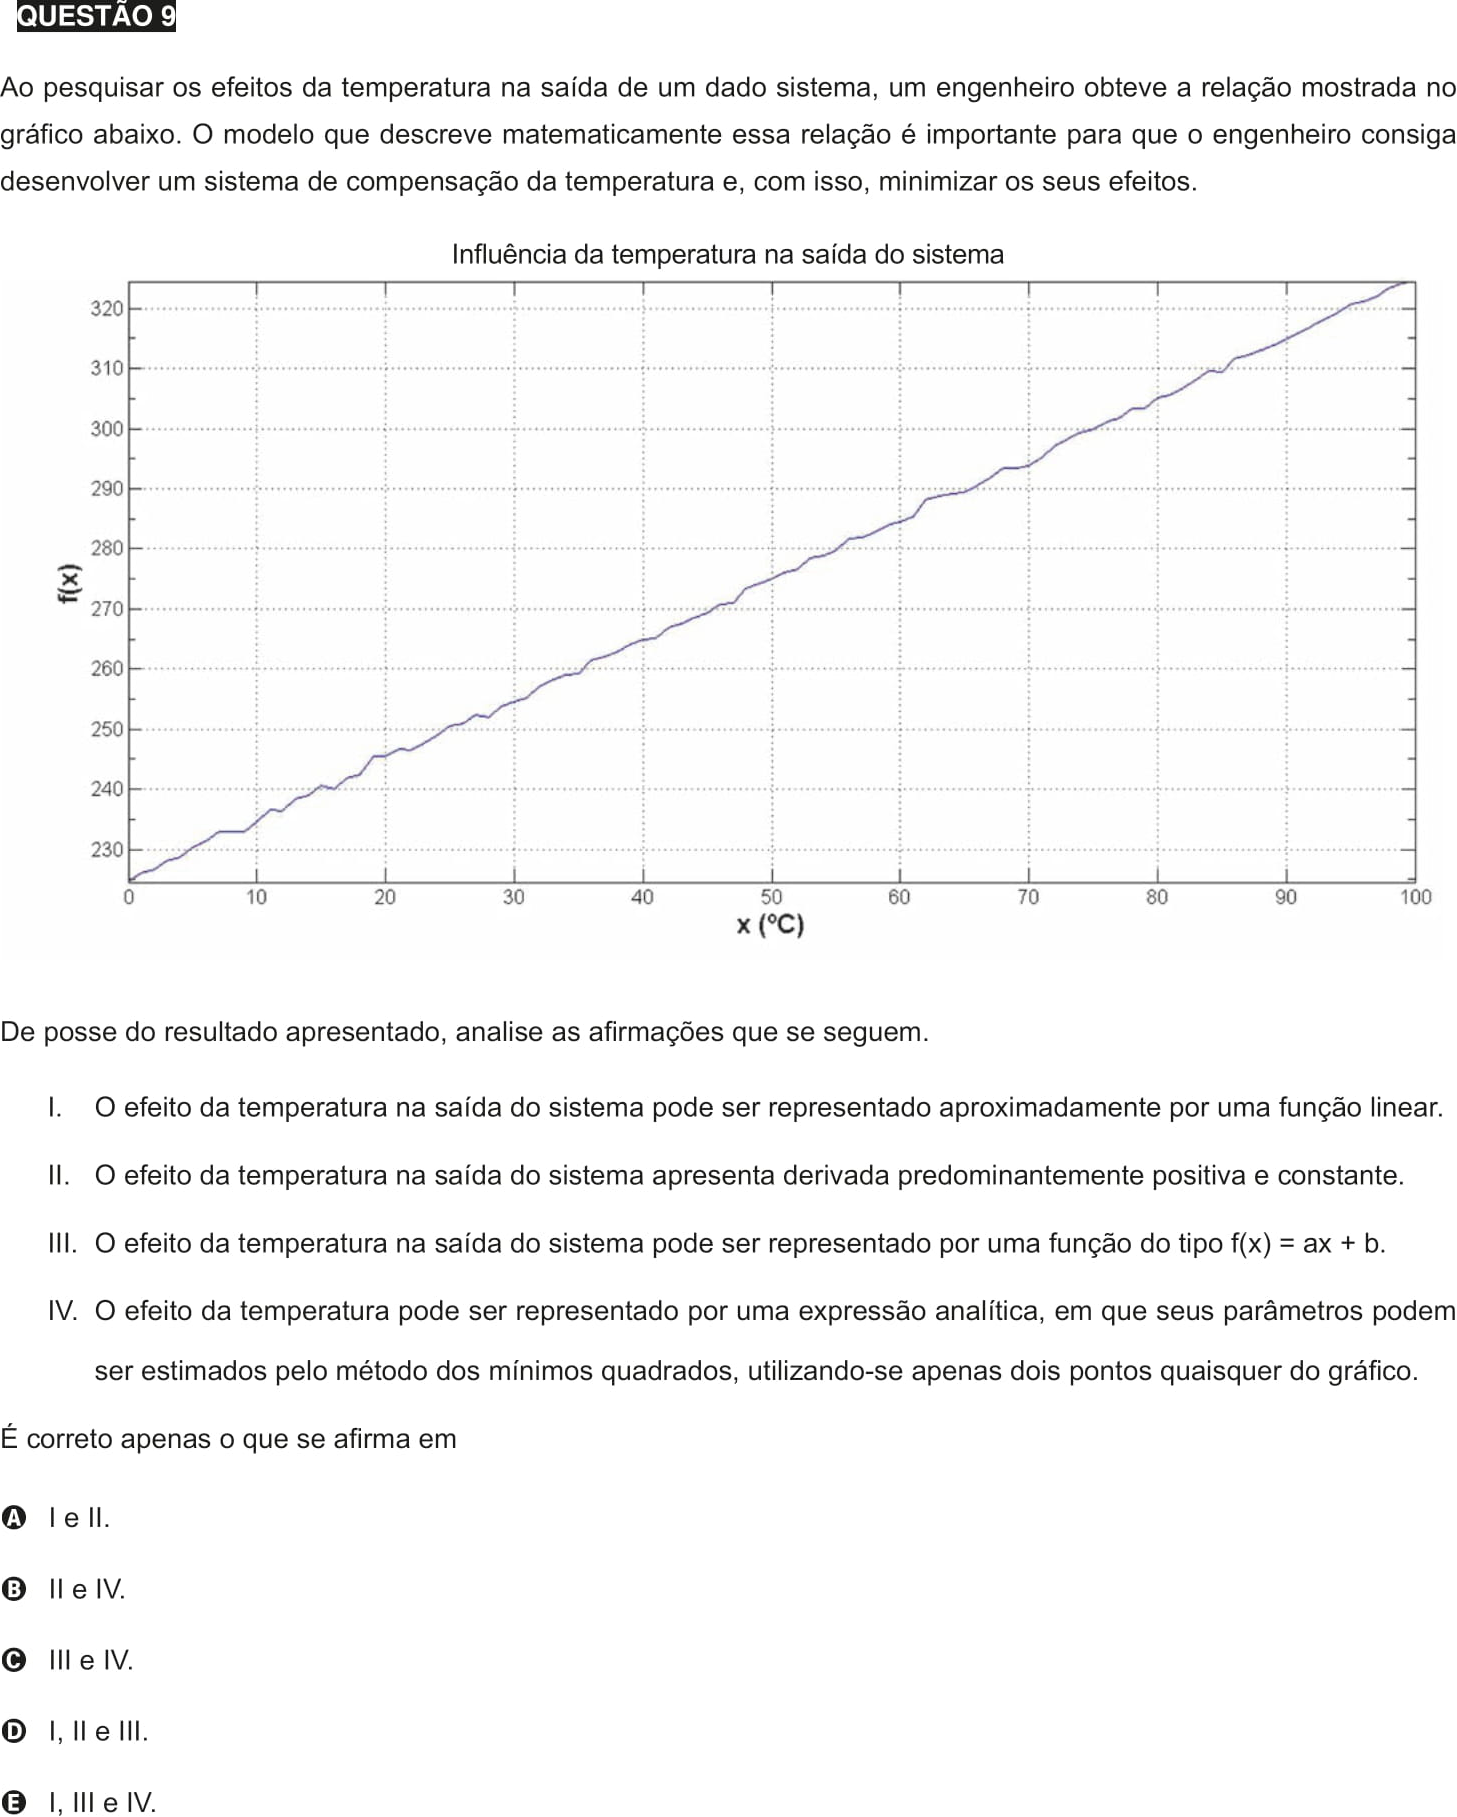 QUESTÃO 9
Ao pesquisar os efeitos da temperatura na saída de um dado sistema, um engenheiro obteve a relação mostrada no
gráfico abaixo. O modelo que descreve matematicamente essa relação é importante para que o engenheiro consiga
desenvolver um sistema de compensação da temperatura e, com isso, minimizar os seus efeitos.
Influência da temperatura na saída do sistema
320
310
300
290
280
270
260
250
240
230
f(x)
0 10 20 30 40 50 60 70 80 90 100
x (ºC)
De posse do resultado apresentado, analise as afirmações que se seguem.
I. O efeito da temperatura na saída do sistema pode ser representado aproximadamente por uma função linear.
II. O efeito da temperatura na saída do sistema apresenta derivada predominantemente positiva e constante.
III. O efeito da temperatura na saída do sistema pode ser representado por uma função do tipo f(x) = ax + b.
IV. O efeito da temperatura pode ser representado por uma expressão analítica, em que seus parâmetros podem
ser estimados pelo método dos mínimos quadrados, utilizando-se apenas dois pontos quaisquer do gráfico.
É correto apenas o que se afirma em
A I e II.
B II e IV.
C III e IV.
D I, II e III.
E I, III e IV.